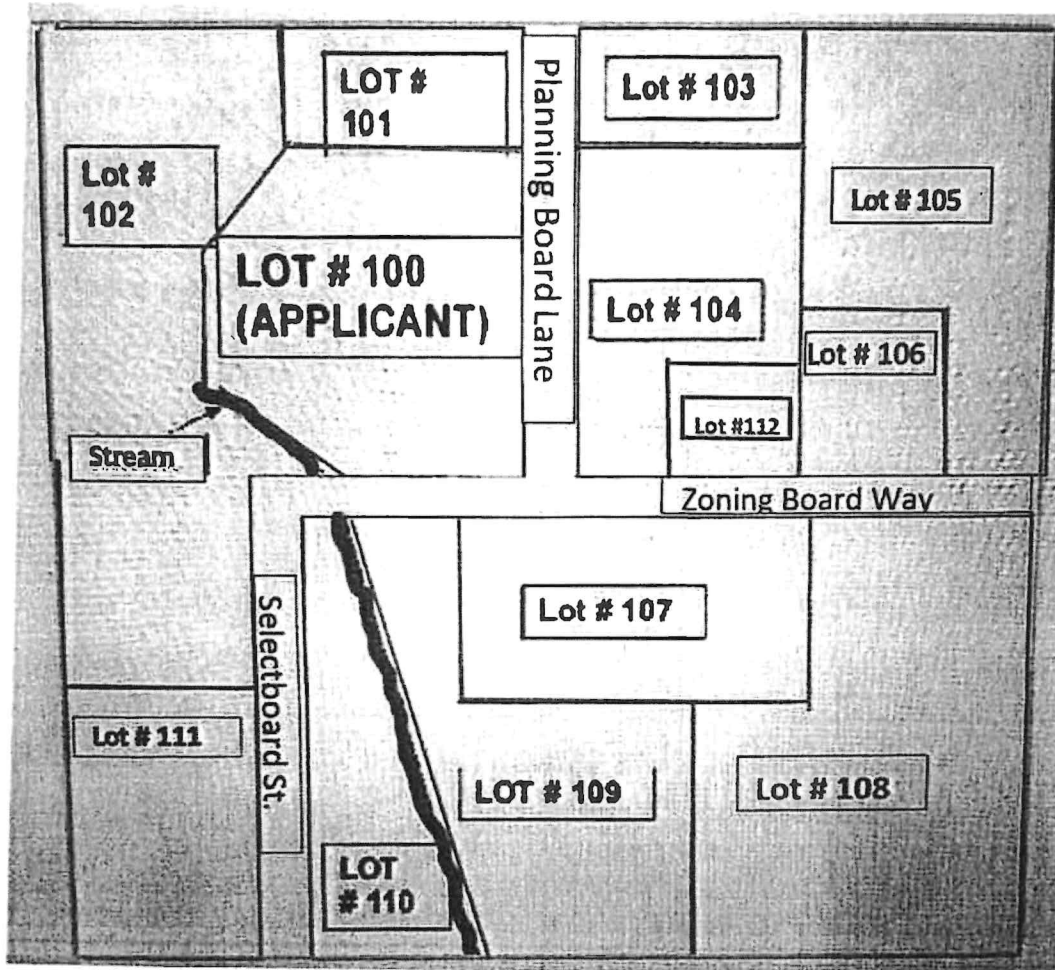 LOT #
101
Planning Board Lane
Lot # 103
Lot #
102
Lot # 105
LOT # 100
(APPLICANT)
Lot # 104
Lot # 106
Lot #112
Stream
Zoning Board Way
Selectboard St.
Lot # 107
Lot # 111
LOT # 109
Lot # 108
LOT
# 110